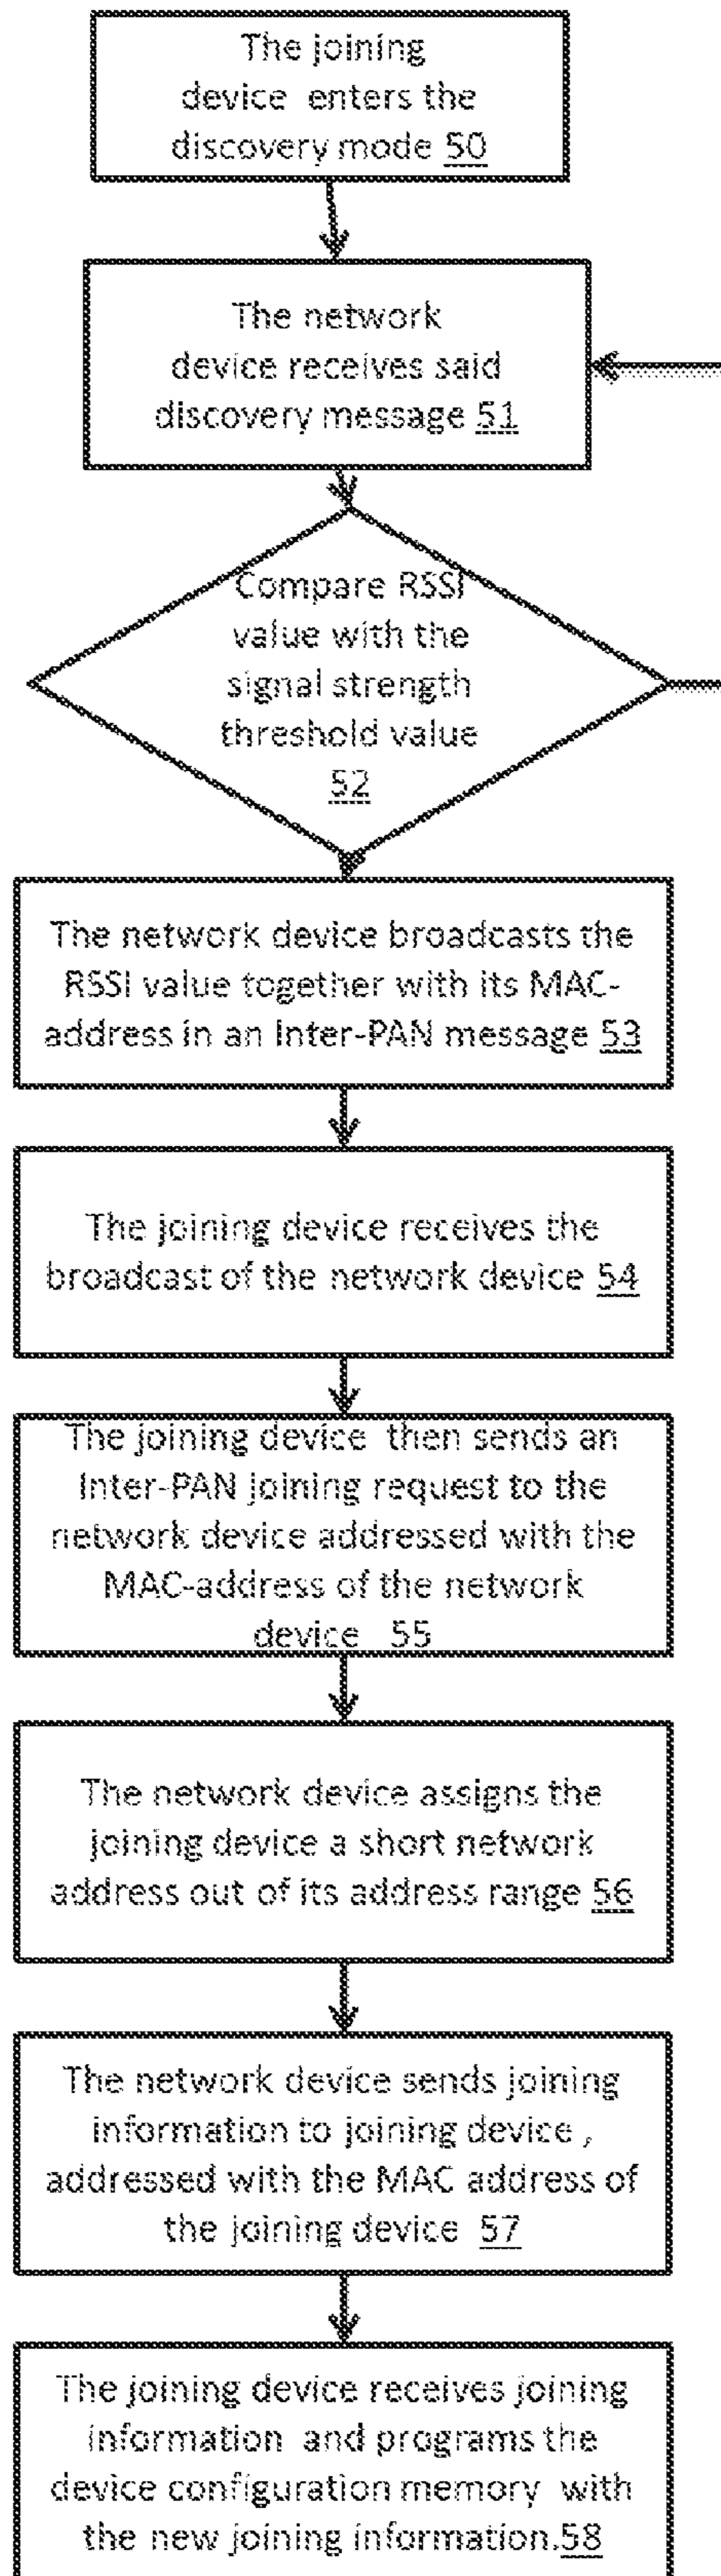 The joining
device enters the
discovery mode 50
The network
device receives said
discovery message 51
Compare RSSI
value with the
signal strength
threshold value
52
The network device broadcasts the
RSSI value together with its MAC-
address in an Inter-PAN message 53
The joining device receives the
broadcast of the network device 54
The joining device then sends an
Inter-PAN joining request to the
network device addressed with the
MAC-address of the network
device 55
The network device assigns the
joining device a short network
address out of its address range 56
The network device sends joining
information to joining device ,
addressed with the MAC address of
the joining device 57
The joining device receives joining
information and programs the
device configuration memory with
the new joining information.58